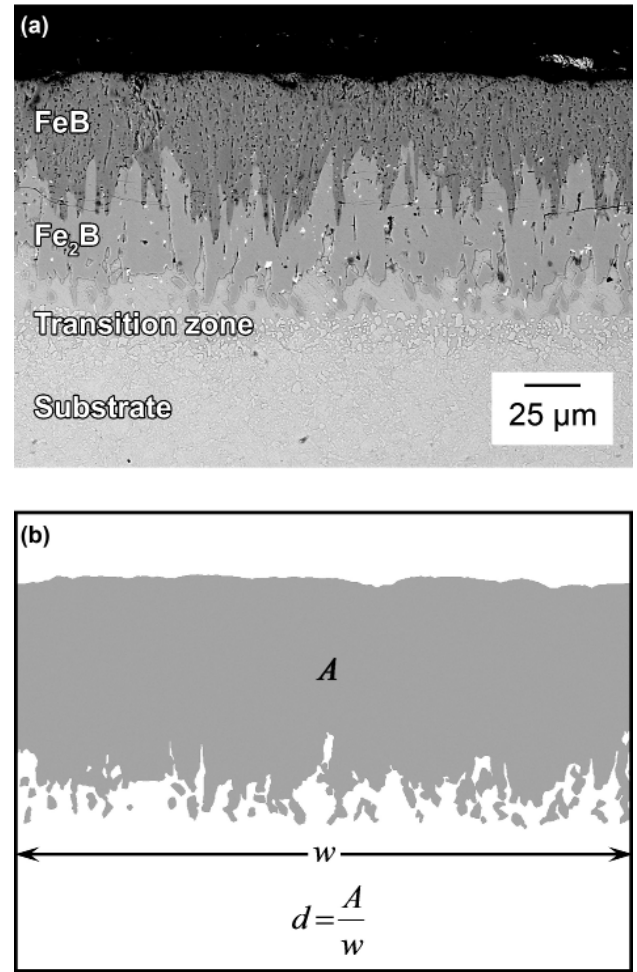 (a)
FeB
Fe₂B
Transition zone
Substrate
25 µm
(b)
A
w
d = A/w